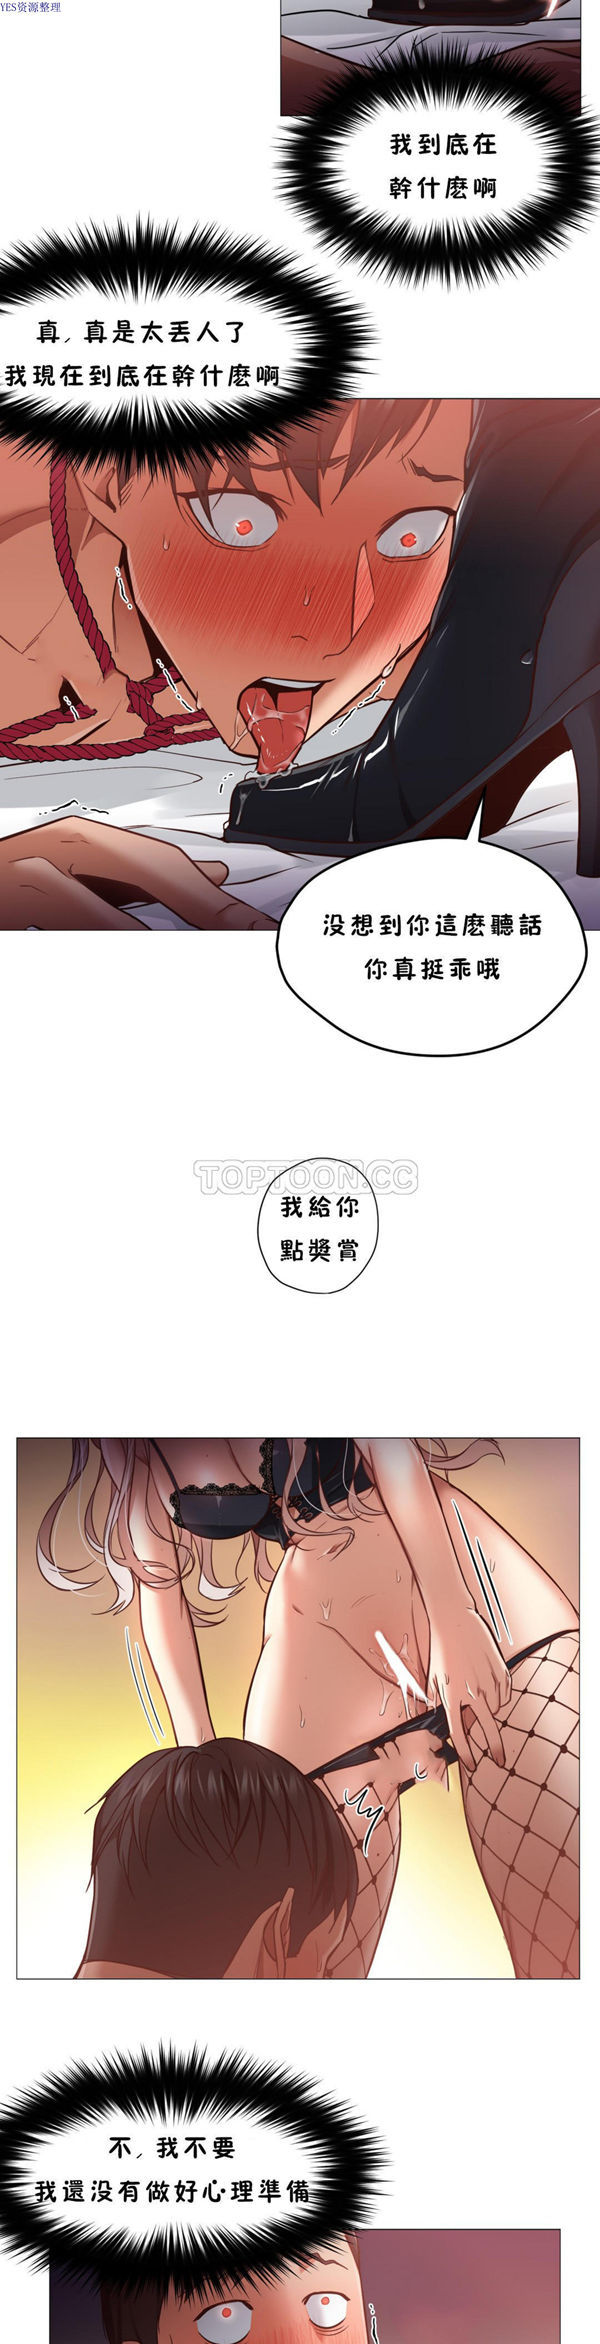 YES资源整理
我到底在
幹什麽啊
真, 真是太丟人了
我現在到底在幹什麽啊
没想到你這麽聽話
你真挺乖哦
TOPTOON.CC
我給你
點獎賞
不, 我不要
我還没有做好心理準備